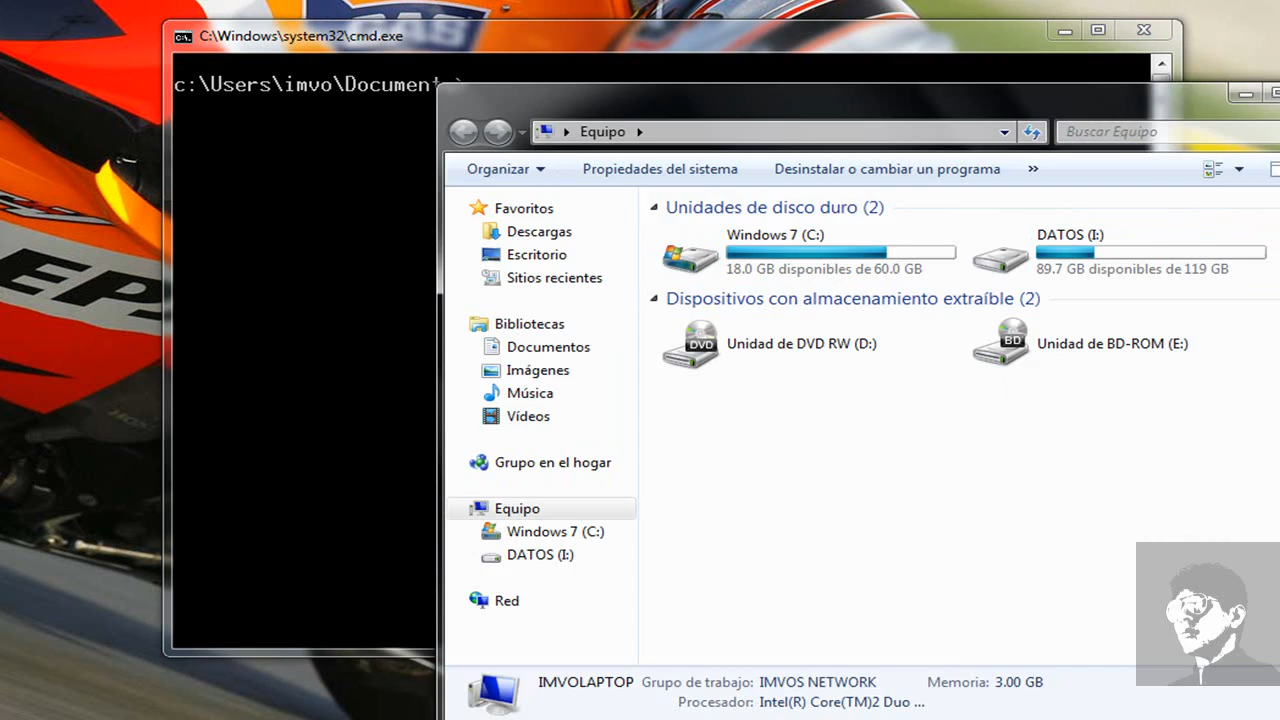 C:\Windows\system32\cmd.exe
c:\Users\imvo\Document
Equipo
Buscar Equipo
Organizar
Propiedades del sistema
Desinstalar o cambiar un programa
»
Favoritos
Descargas
Escritorio
Sitios recientes
Bibliotecas
Documentos
Imágenes
Música
Vídeos
Grupo en el hogar
Equipo
Windows 7 (C:)
DATOS (I:)
Red
Unidades de disco duro (2)
Windows 7 (C:)
18.0 GB disponibles de 60.0 GB
DATOS (I:)
89.7 GB disponibles de 119 GB
Dispositivos con almacenamiento extraíble (2)
DVD
Unidad de DVD RW (D:)
BD
Unidad de BD-ROM (E:)
IMVOLAPTOP
Grupo de trabajo: IMVOS NETWORK
Memoria: 3.00 GB
Procesador: Intel(R) Core(TM)2 Duo ...